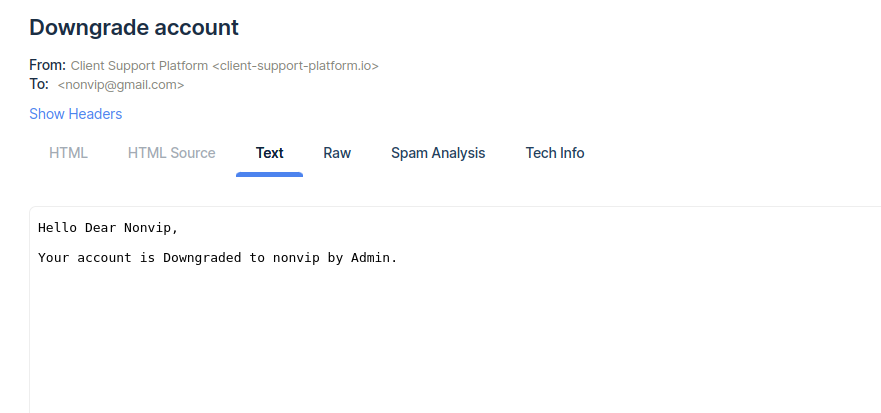 Downgrade account
From: Client Support Platform <client-support-platform.io>
To: <nonvip@gmail.com>
Show Headers
HTML HTML Source Text Raw Spam Analysis Tech Info
Hello Dear Nonvip,
Your account is Downgraded to nonvip by Admin.